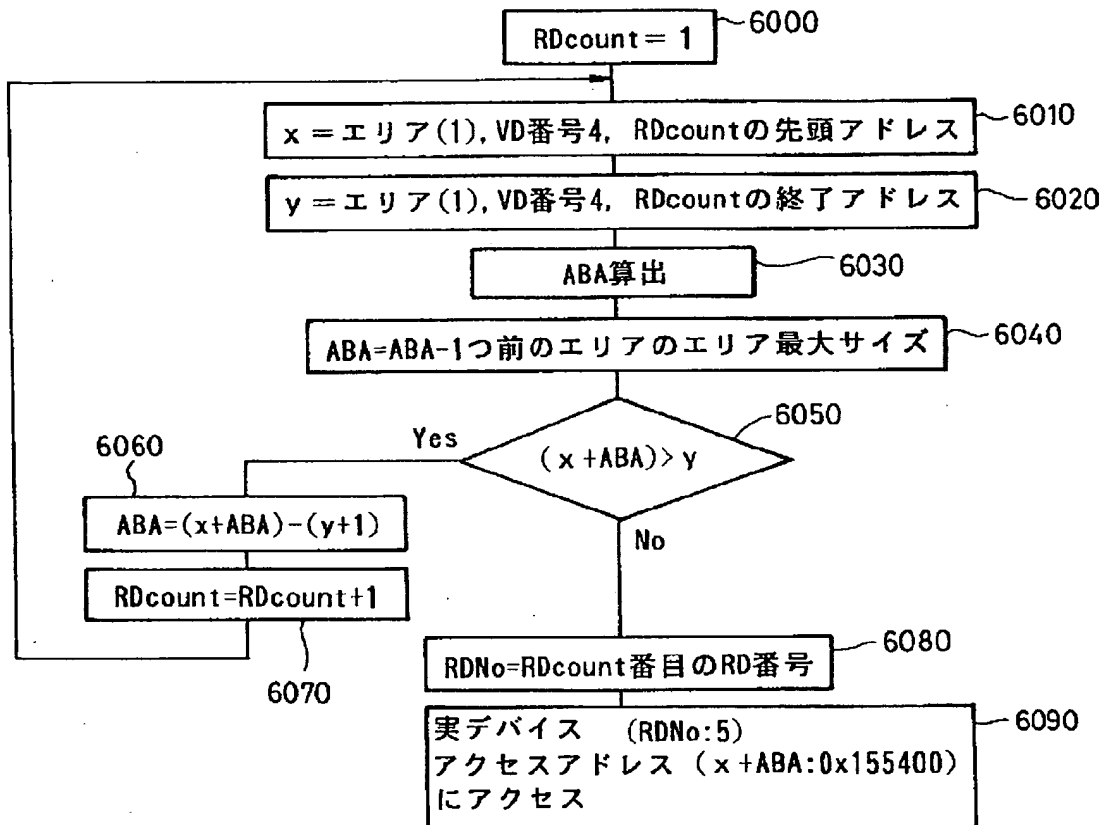 RDcount = 1
6000
x = エリア(1), VD番号4, RDcountの先頭アドレス
6010
y = エリア(1), VD番号4, RDcountの終了アドレス
6020
ABA算出
6030
ABA=ABA-1つ前のエリアのエリア最大サイズ
6040
6050
(x+ABA)> y
Yes
No
6060
ABA=(x+ABA)-(y+1)
RDcount=RDcount+1
6070
RDNo=RDcount番目のRD番号
6080
実デバイス (RDNo:5)
アクセスアドレス (x+ABA:0x155400)
にアクセス
6090